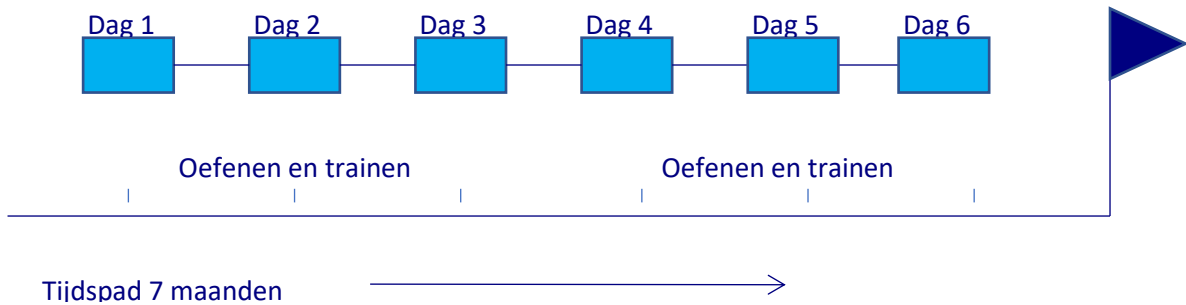 Dag 1 Dag 2 Dag 3 Dag 4 Dag 5 Dag 6
Oefenen en trainen Oefenen en trainen
Tijdspad 7 maanden